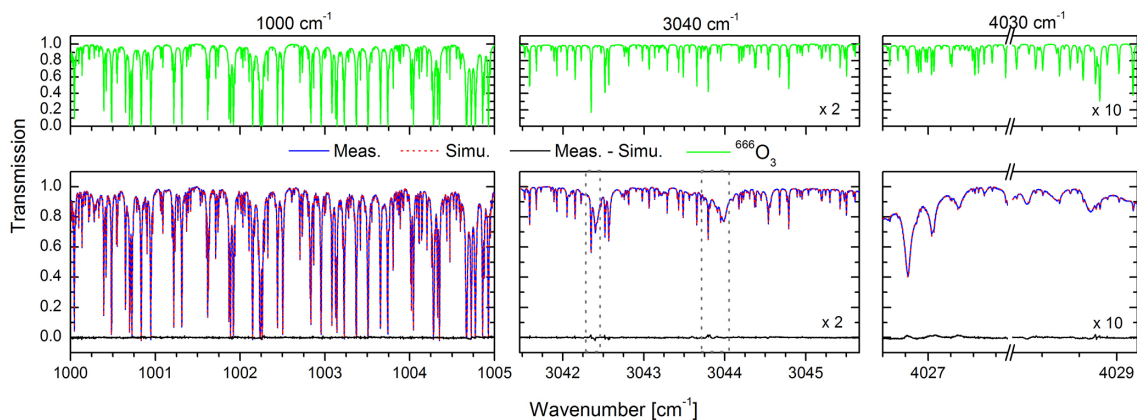 1000 cm⁻¹ 3040 cm⁻¹ 4030 cm⁻¹
1.0
0.8
0.6
0.4
0.2
0.0
x 2 x 10
Meas. Simu. Meas. - Simu. ⁶⁶⁶O₃
Transmission
1.0
0.8
0.6
0.4
0.2
0.0
x 2 x 10
1000 1001 1002 1003 1004 1005 3042 3043 3044 3045 4027 4029
Wavenumber [cm⁻¹]